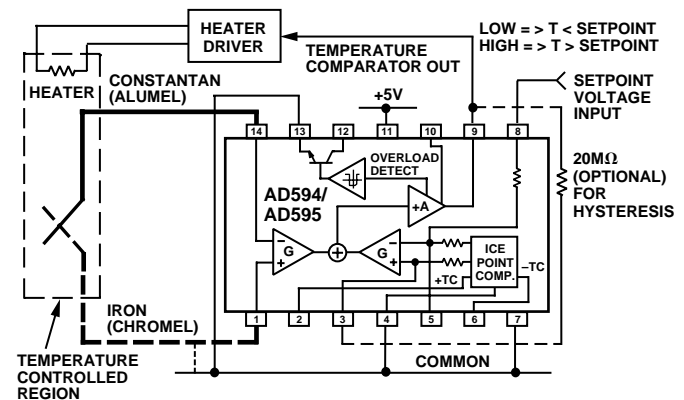 HEATER
DRIVER
LOW = > T < SETPOINT
HIGH = > T > SETPOINT
TEMPERATURE
COMPARATOR OUT
HEATER
CONSTANTAN
(ALUMEL)
+5V
SETPOINT
VOLTAGE
INPUT
14
13
12
11
10
9
8
20MΩ
(OPTIONAL)
FOR
HYSTERESIS
OVERLOAD
DETECT
AD594/
AD595
+A
–
G
+
+
–
G
+
ICE
POINT
COMP.
–TC
+TC
IRON
(CHROMEL)
1
2
3
4
5
6
7
TEMPERATURE
CONTROLLED
REGION
COMMON